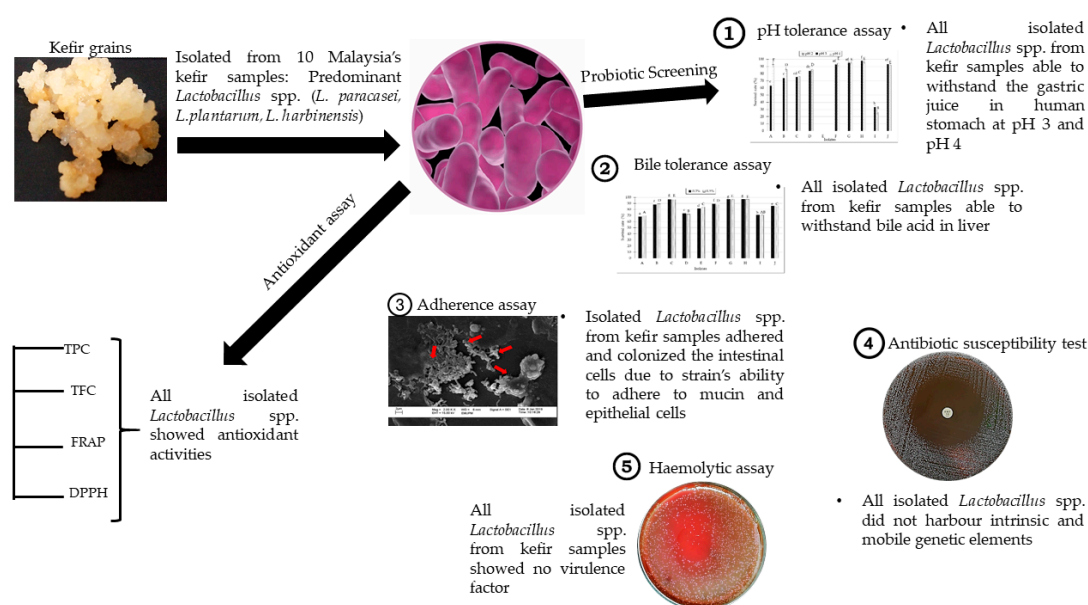 Kefir grains
Isolated from 10 Malaysia's
kefir samples: Predominant
Lactobacillus spp. (L. paracasei,
L.plantarum, L. harbinensis)
Probiotic Screening
Antioxidant assay
1 pH tolerance assay
• All isolated
Lactobacillus spp. from
kefir samples able to
withstand the gastric
juice in human
stomach at pH 3 and
pH 4
2 Bile tolerance assay
• All isolated Lactobacillus spp.
from kefir samples able to
withstand bile acid in liver
3 Adherence assay
• Isolated Lactobacillus spp.
from kefir samples adhered
and colonized the intestinal
cells due to strain's ability
to adhere to mucin and
epithelial cells
4 Antibiotic susceptibility test
• All isolated Lactobacillus spp.
did not harbour intrinsic and
mobile genetic elements
5 Haemolytic assay
All isolated
Lactobacillus spp.
from kefir samples
showed no virulence
factor
TPC
TFC
FRAP
DPPH
All isolated
Lactobacillus spp.
showed antioxidant
activities